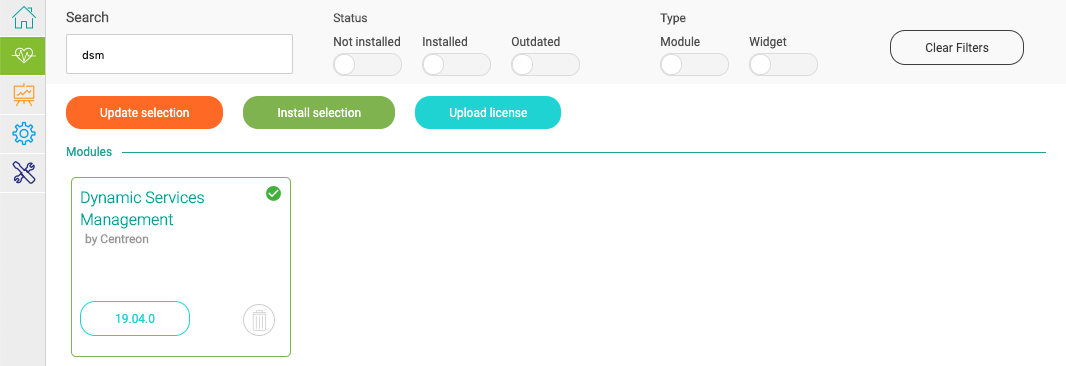 Search
dsm
Status
Not installed
Installed
Outdated
Type
Module
Widget
Clear Filters
Update selection
Install selection
Upload license
Modules
Dynamic Services
Management
by Centreon
19.04.0